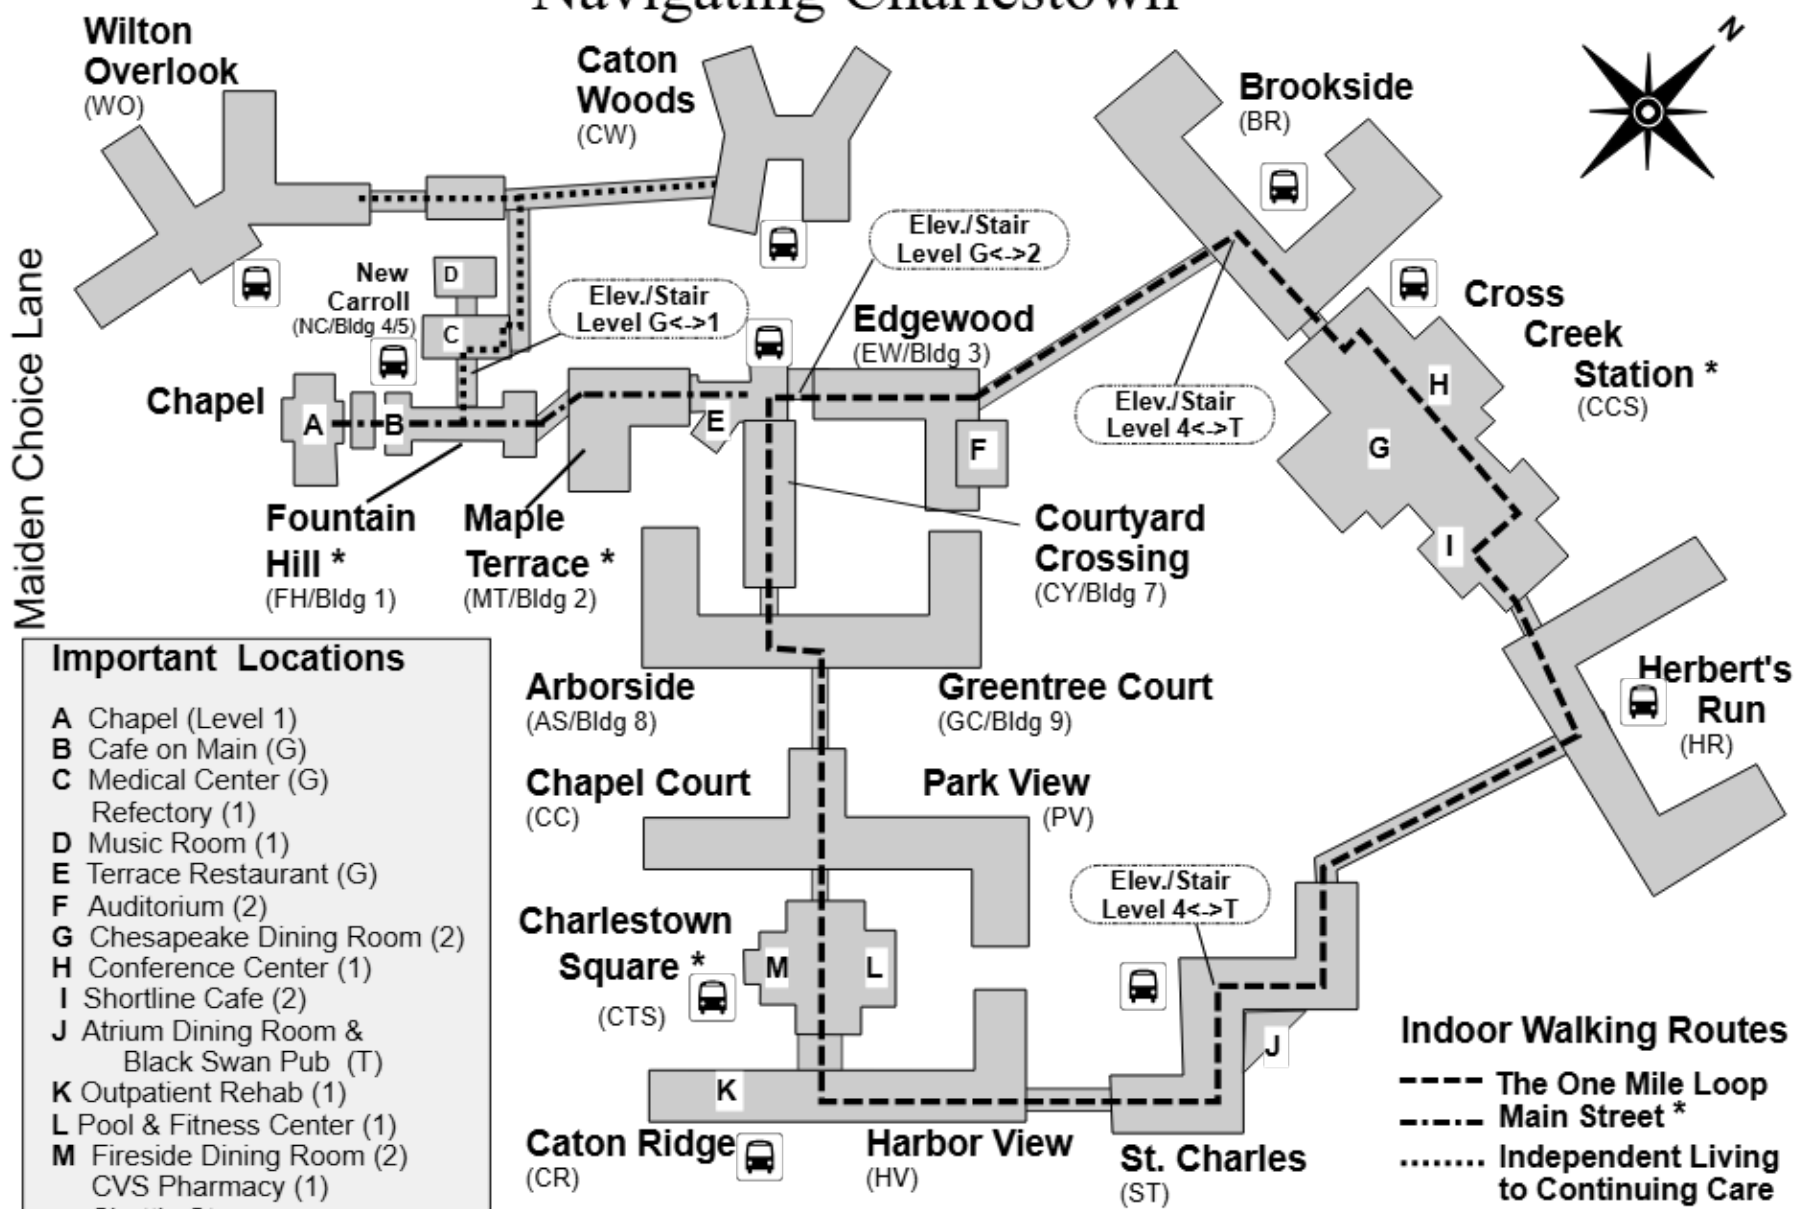 Navigating Charlestown
N
Wilton
Overlook
(WO)
Caton
Woods
(CW)
Brookside
(BR)
Elev./Stair
Level G<->2
Maiden Choice Lane
New
Carroll
(NC/Bldg 4/5)
D
C
Elev./Stair
Level G<->1
Edgewood
(EW/Bldg 3)
Cross
Creek
Station *
(CCS)
H
G
I
Elev./Stair
Level 4<->T
Chapel
A
B
E
F
Fountain
Hill *
(FH/Bldg 1)
Maple
Terrace *
(MT/Bldg 2)
Courtyard
Crossing
(CY/Bldg 7)
Herbert's
Run
(HR)
Arborside
(AS/Bldg 8)
Greentree Court
(GC/Bldg 9)
Chapel Court
(CC)
Park View
(PV)
Charlestown
Square *
(CTS)
M
L
Elev./Stair
Level 4<->T
J
K
Caton Ridge
(CR)
Harbor View
(HV)
St. Charles
(ST)
Important Locations
A Chapel (Level 1)
B Cafe on Main (G)
C Medical Center (G)
Refectory (1)
D Music Room (1)
E Terrace Restaurant (G)
F Auditorium (2)
G Chesapeake Dining Room (2)
H Conference Center (1)
I Shortline Cafe (2)
J Atrium Dining Room &
Black Swan Pub (T)
K Outpatient Rehab (1)
L Pool & Fitness Center (1)
M Fireside Dining Room (2)
CVS Pharmacy (1)
Indoor Walking Routes
The One Mile Loop
Main Street *
Independent Living
to Continuing Care